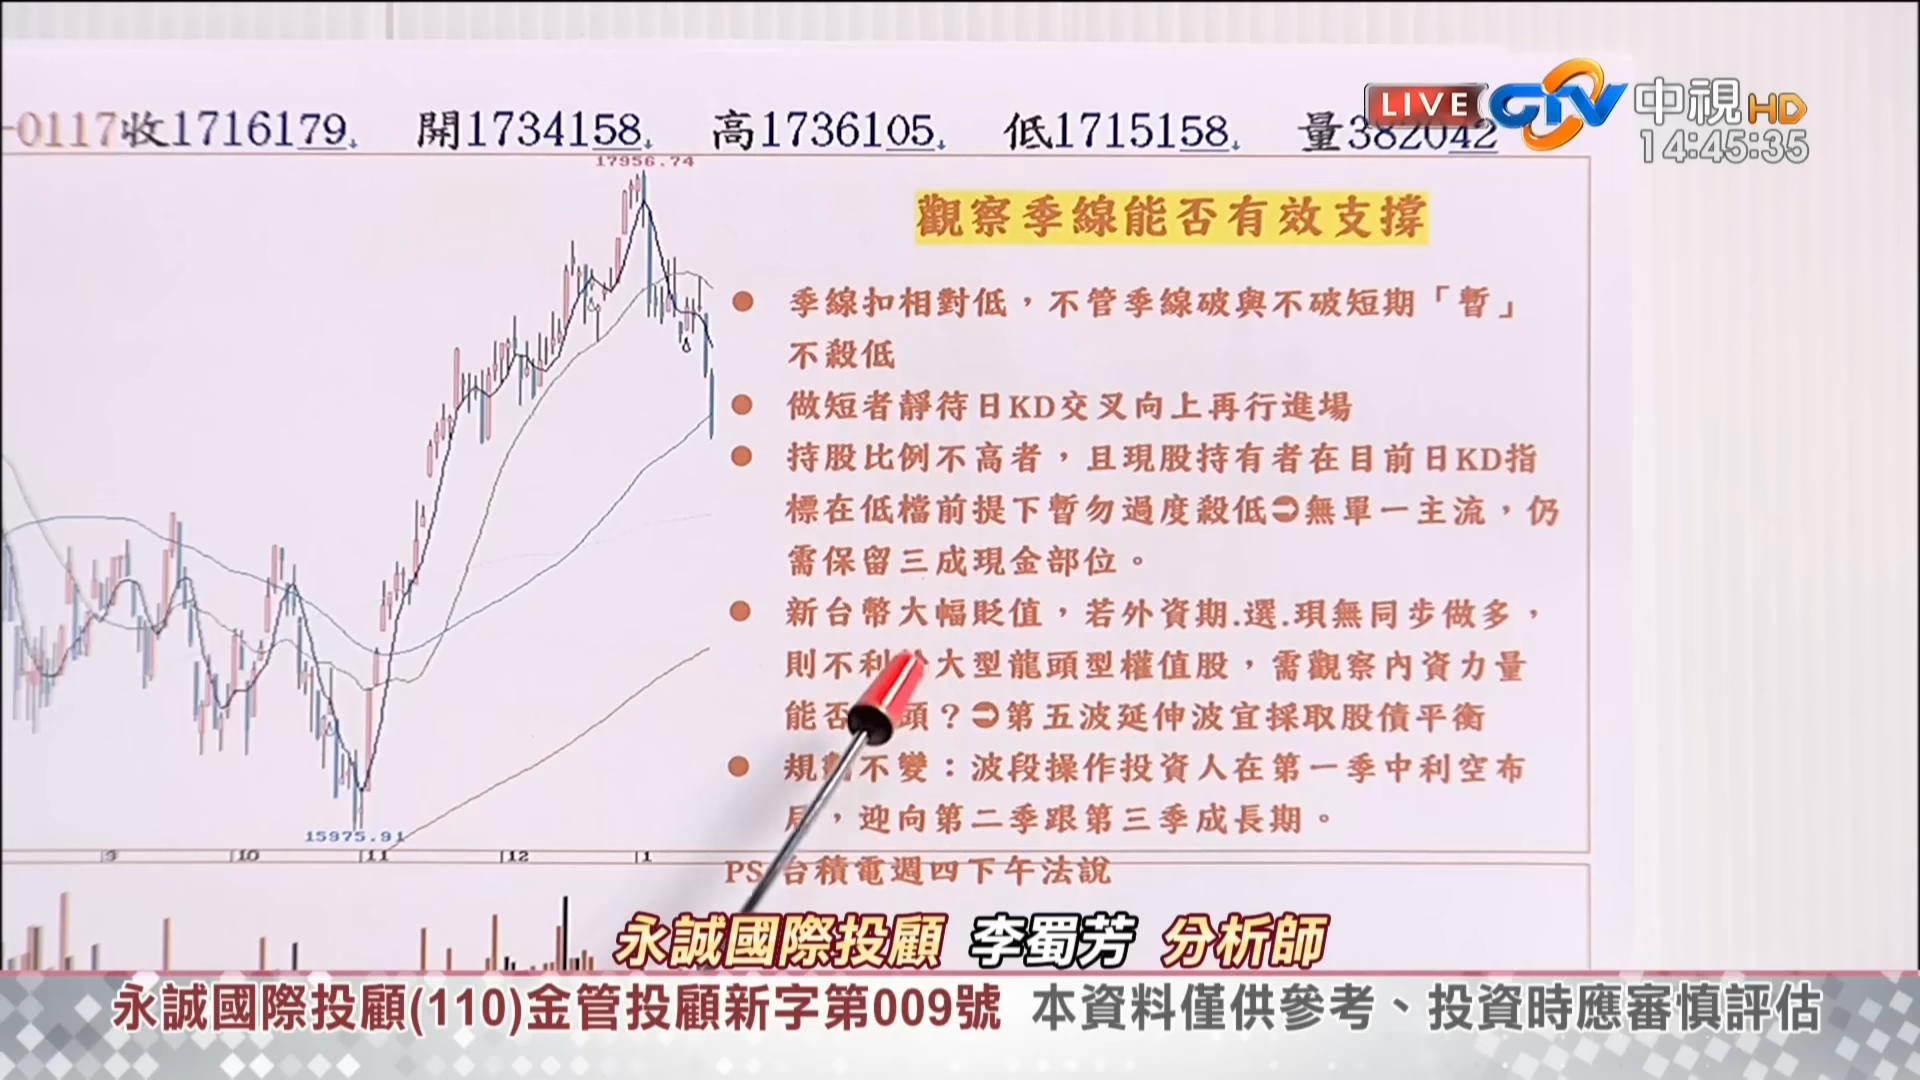 LIVE CTV 中視HD
14:45:35
-0117收1716179↓ 開1734158↓ 高1736105↓ 低1715158↓ 量382042
17956.74
觀察季線能否有效支撐
● 季線扣相對低，不管季線破與不破短期「暫」
不殺低
● 做短者靜待日KD交叉向上再行進場
● 持股比例不高者，且現股持有者在目前日KD指
標在低檔前提下暫勿過度殺低➲無單一主流，仍
需保留三成現金部位。
● 新台幣大幅貶值，若外資期.選.現無同步做多，
則不利 大型龍頭型權值股，需觀察內資力量
能否 頭？➲第五波延伸波宜採取股債平衡
● 規劃不變：波段操作投資人在第一季中利空布
局，迎向第二季跟第三季成長期。
15975.91
9 10 11 12 1
PS 台積電週四下午法說
永誠國際投顧 李蜀芳 分析師
永誠國際投顧(110)金管投顧新字第009號 本資料僅供參考、投資時應審慎評估